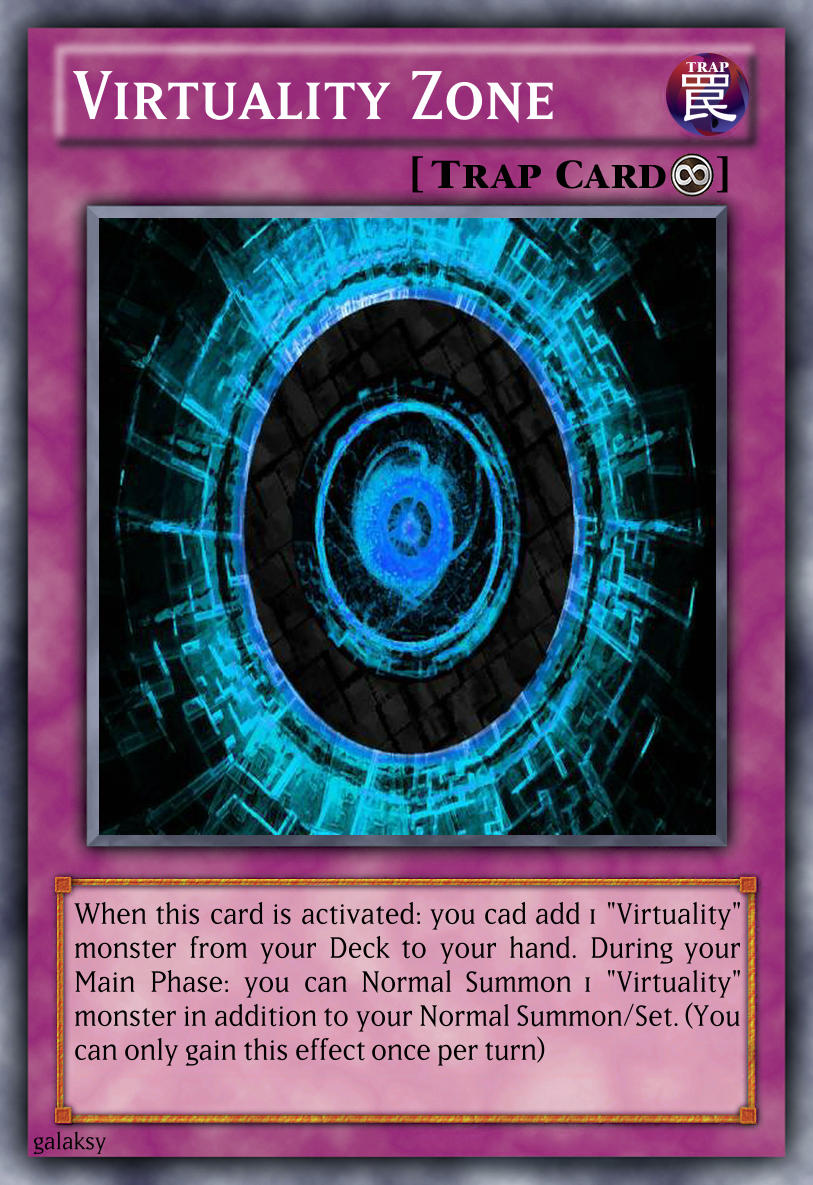 VIRTUALITY ZONE
TRAP
罠
[TRAP CARD∞]
When this card is activated: you cad add 1 "Virtuality"
monster from your Deck to your hand. During your
Main Phase: you can Normal Summon 1 "Virtuality"
monster in addition to your Normal Summon/Set. (You
can only gain this effect once per turn)
galaksy